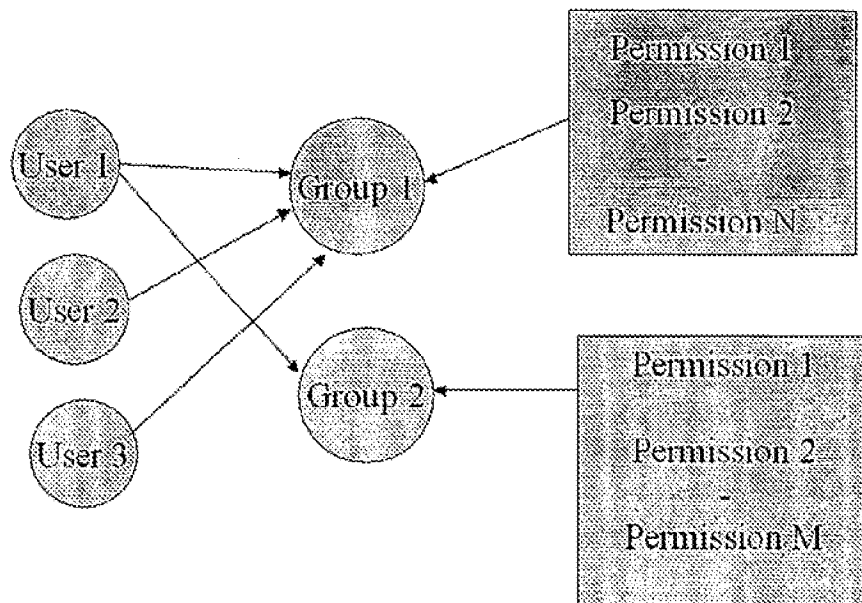 User 1
User 2
User 3
Group 1
Group 2
Permission 1
Permission 2
-
Permission N
Permission 1
Permission 2
-
Permission M